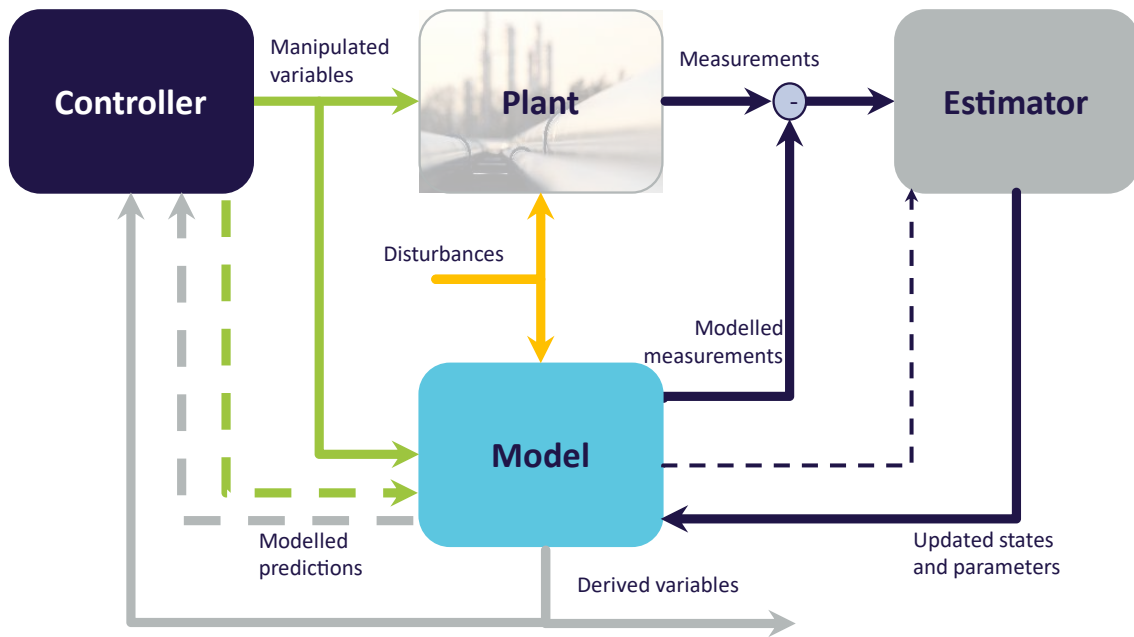 Manipulated
variables
Measurements
Controller
Plant
-
Estimator
Disturbances
Modelled
measurements
Model
Modelled
predictions
Updated states
and parameters
Derived variables